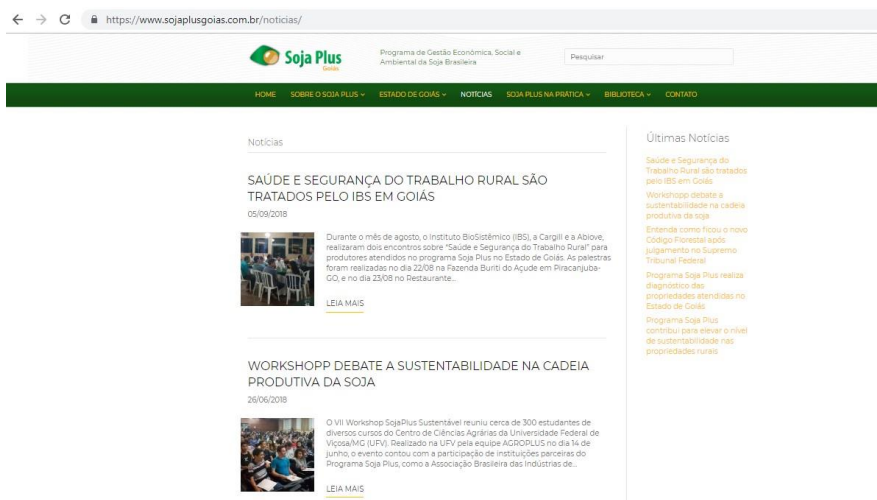 https://www.sojaplusgoias.com.br/noticias/
Soja Plus
Goiás
Programa de Gestão Econômica, Social e
Ambiental da Soja Brasileira
Pesquisar
HOME SOBRE O SOJA PLUS ESTADO DE GOIÁS NOTÍCIAS SOJA PLUS NA PRÁTICA BIBLIOTECA CONTATO
Notícias
SAÚDE E SEGURANÇA DO TRABALHO RURAL SÃO
TRATADOS PELO IBS EM GOIÁS
05/09/2018
Durante o mês de agosto, o Instituto BioSistêmico (IBS), a Cargill e a Abiove,
realizaram dois encontros sobre “Saúde e Segurança do Trabalho Rural” para
produtores atendidos no programa Soja Plus no Estado de Goiás. As palestras
foram realizadas no dia 22/08 na Fazenda Buriti do Açude em Piracanjuba-
GO, e no dia 23/08 no Restaurante...
LEIA MAIS
WORKSHOPP DEBATE A SUSTENTABILIDADE NA CADEIA
PRODUTIVA DA SOJA
26/06/2018
O VII Workshop SojaPlus Sustentável reuniu cerca de 300 estudantes de
diversos cursos do Centro de Ciências Agrárias da Universidade Federal de
Viçosa/MG (UFV). Realizado na UFV pela equipe AGROPLUS no dia 14 de
junho, o evento contou com a participação de instituições parceiras do
Programa Soja Plus, como a Associação Brasileira das Indústrias de...
LEIA MAIS
Últimas Notícias
Saúde e Segurança do
Trabalho Rural são tratados
pelo IBS em Goiás
Workshopp debate a
sustentabilidade na cadeia
produtiva da soja
Entenda como ficou o novo
Código Florestal após
julgamento no Supremo
Tribunal Federal
Programa Soja Plus realiza
diagnóstico das
propriedades atendidas no
Estado de Goiás
Programa Soja Plus
contribui para elevar o nível
de sustentabilidade nas
propriedades rurais